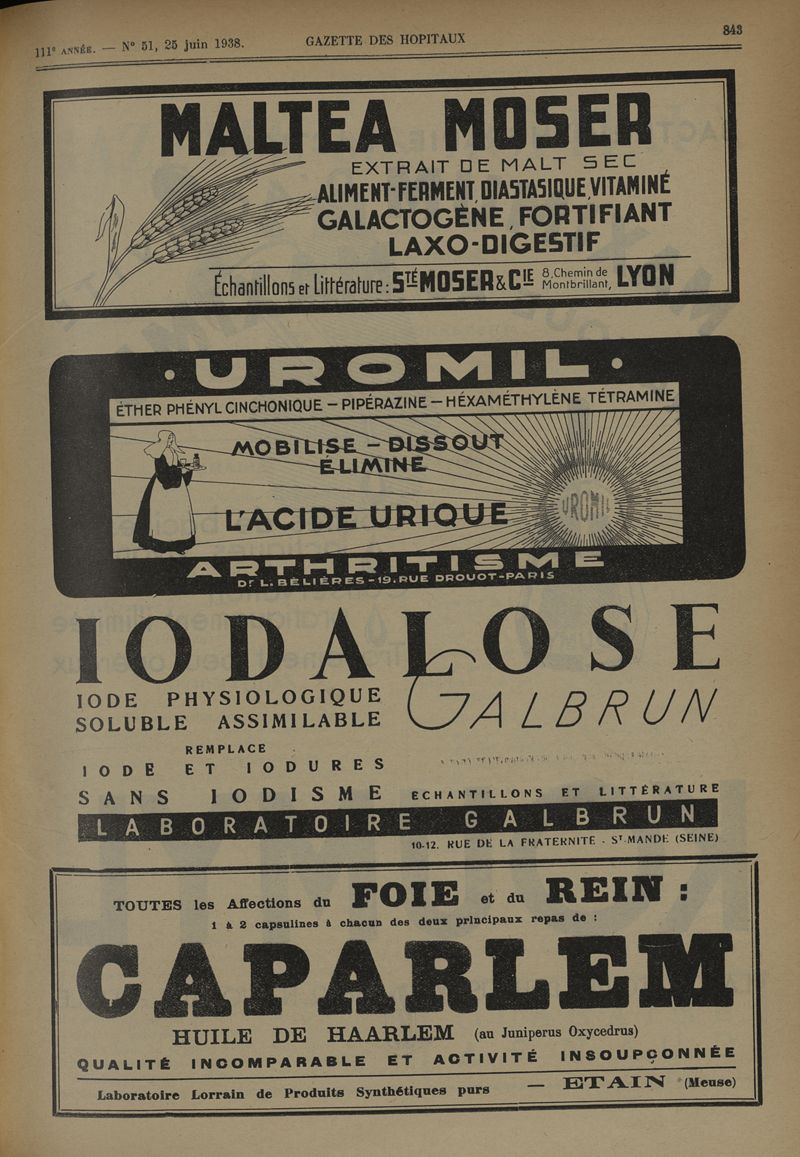 111e ANNÉE. — N° 51, 25 juin 1938.
GAZETTE DES HOPITAUX
843
MALTEA MOSER
EXTRAIT DE MALT SEC
ALIMENT-FERMENT, DIASTASIQUE, VITAMINÉ
GALACTOGÈNE, FORTIFIANT
LAXO-DIGESTIF
Échantillons et Littérature : STÉ MOSER & CIE 8, Chemin de Montbrillant, LYON
• UROMIL •
ÉTHER PHÉNYL CINCHONIQUE – PIPÉRAZINE – HÉXAMÉTHYLÈNE TÉTRAMINE
MOBILISE – DISSOUT
ÉLIMINE
L'ACIDE URIQUE
UROMIL
ARTHRITISME
Dr L. BÉLIÈRES - 19, RUE DROUOT - PARIS
IODALOSE
GALBRUN
IODE PHYSIOLOGIQUE
SOLUBLE ASSIMILABLE
REMPLACE
IODE ET IODURES
SANS IODISME
ECHANTILLONS ET LITTÉRATURE
LABORATOIRE GALBRUN
10-12, RUE DE LA FRATERNITE - ST-MANDE (SEINE)
TOUTES les Affections du FOIE et du REIN :
1 à 2 capsulines à chacun des deux principaux repas de :
CAPARLEM
HUILE DE HAARLEM (au Juniperus Oxycedrus)
QUALITÉ INCOMPARABLE ET ACTIVITÉ INSOUPÇONNÉE
Laboratoire Lorrain de Produits Synthétiques purs — ETAIN (Meuse)